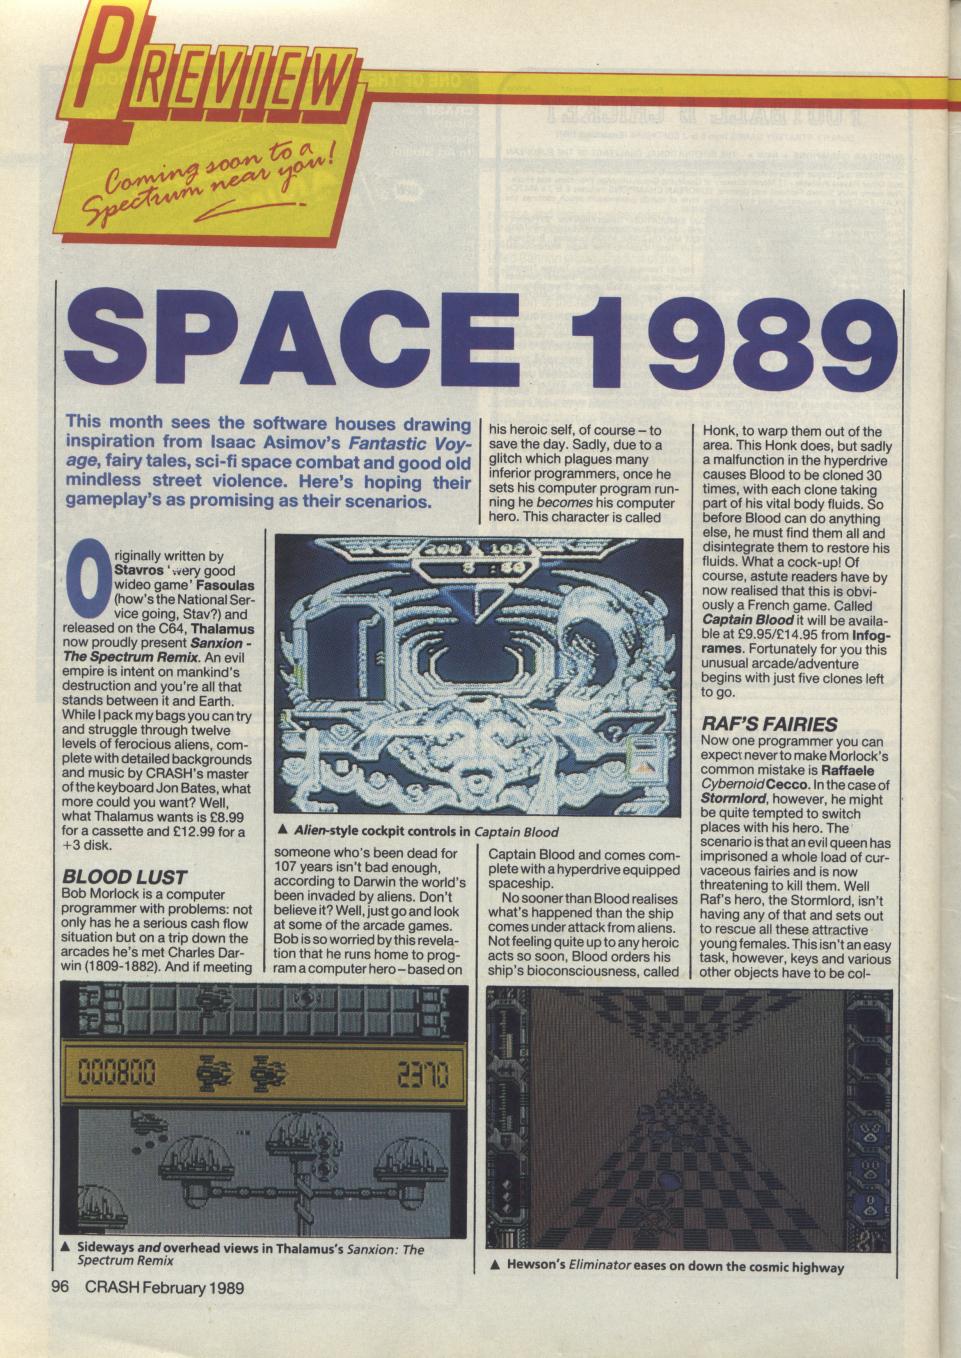 PREVIEW
Coming soon to a
Spectrum near you!
SPACE 1989
This month sees the software houses drawing
inspiration from Isaac Asimov's Fantastic Voy-
age, fairy tales, sci-fi space combat and good old
mindless street violence. Here's hoping their
gameplay's as promising as their scenarios.
Originally written by
Stavros 'wery good
wideo game' Fasoulas
(how's the National Ser-
vice going, Stav?) and
released on the C64, Thalamus
now proudly present Sanxion -
The Spectrum Remix. An evil
empire is intent on mankind's
destruction and you're all that
stands between it and Earth.
While I pack my bags you can try
and struggle through twelve
levels of ferocious aliens, com-
plete with detailed backgrounds
and music by CRASH's master
of the keyboard Jon Bates, what
more could you want? Well,
what Thalamus wants is £8.99
for a cassette and £12.99 for a
+3 disk.
BLOOD LUST
Bob Morlock is a computer
programmer with problems: not
only has he a serious cash flow
situation but on a trip down the
arcades he's met Charles Dar-
win (1809-1882). And if meeting
someone who's been dead for
107 years isn't bad enough,
according to Darwin the world's
been invaded by aliens. Don't
believe it? Well, just go and look
at some of the arcade games.
Bob is so worried by this revela-
tion that he runs home to prog-
ram a computer hero – based on
his heroic self, of course – to
save the day. Sadly, due to a
glitch which plagues many
inferior programmers, once he
sets his computer program run-
ning he becomes his computer
hero. This character is called
200 108
? 
▲ Alien-style cockpit controls in Captain Blood
Captain Blood and comes com-
plete with a hyperdrive equipped
spaceship.
No sooner than Blood realises
what's happened than the ship
comes under attack from aliens.
Not feeling quite up to any heroic
acts so soon, Blood orders his
ship's bioconsciousness, called
Honk, to warp them out of the
area. This Honk does, but sadly
a malfunction in the hyperdrive
causes Blood to be cloned 30
times, with each clone taking
part of his vital body fluids. So
before Blood can do anything
else, he must find them all and
disintegrate them to restore his
fluids. What a cock-up! Of
course, astute readers have by
now realised that this is obvi-
ously a French game. Called
Captain Blood it will be availa-
ble at £9.95/£14.95 from Infog-
rames. Fortunately for you this
unusual arcade/adventure
begins with just five clones left
to go.
RAF'S FAIRIES
Now one programmer you can
expect never to make Morlock's
common mistake is Raffaele
Cybernoid Cecco. In the case of
Stormlord, however, he might
be quite tempted to switch
places with his hero. The
scenario is that an evil queen has
imprisoned a whole load of cur-
vaceous fairies and is now
threatening to kill them. Well
Raf's hero, the Stormlord, isn't
having any of that and sets out
to rescue all these attractive
young females. This isn't an easy
task, however, keys and various
other objects have to be col-
000800 2370
▲ Sideways and overhead views in Thalamus's Sanxion: The
Spectrum Remix
▲ Hewson's Eliminator eases on down the cosmic highway
96 CRASH February 1989